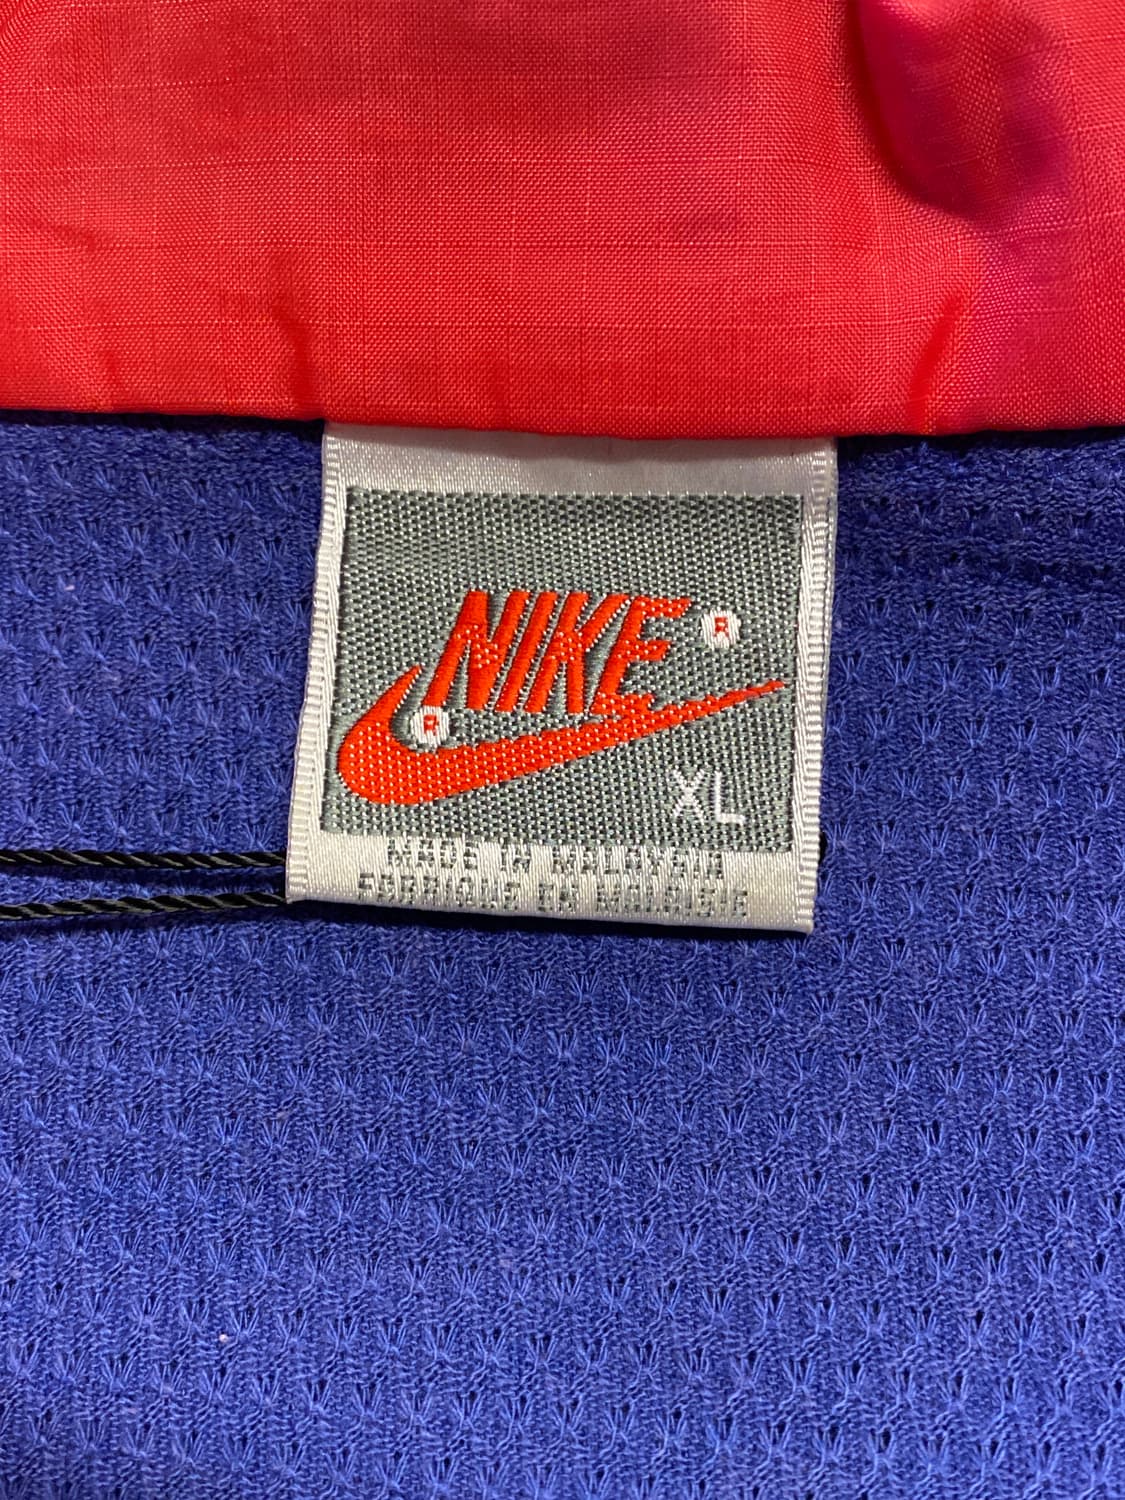 NIKE ®
®
XL
MADE IN MALAYSIA
FABRIQUE EN MALAISIE